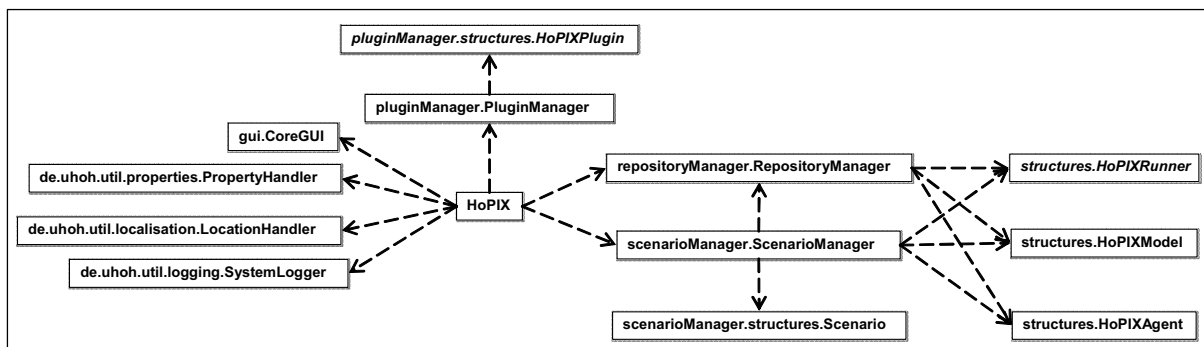 pluginManager.structures.HoPIXPlugin
pluginManager.PluginManager
gui.CoreGUI
de.uhoh.util.properties.PropertyHandler
repositoryManager.RepositoryManager
structures.HoPIXRunner
HoPIX
de.uhoh.util.localisation.LocationHandler
scenarioManager.ScenarioManager
structures.HoPIXModel
de.uhoh.util.logging.SystemLogger
scenarioManager.structures.Scenario
structures.HoPIXAgent